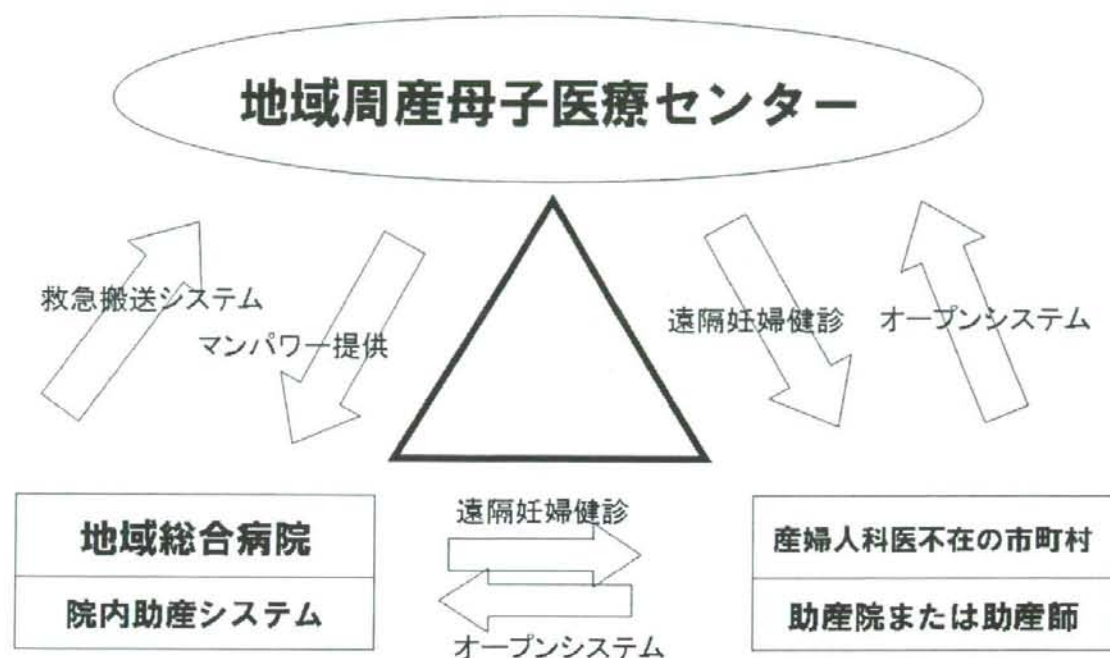 地域周産母子医療センター
救急搬送システム
マンパワー提供
遠隔妊婦健診
オープンシステム
地域総合病院
院内助産システム
遠隔妊婦健診
オープンシステム
産婦人科医不在の市町村
助産院または助産師